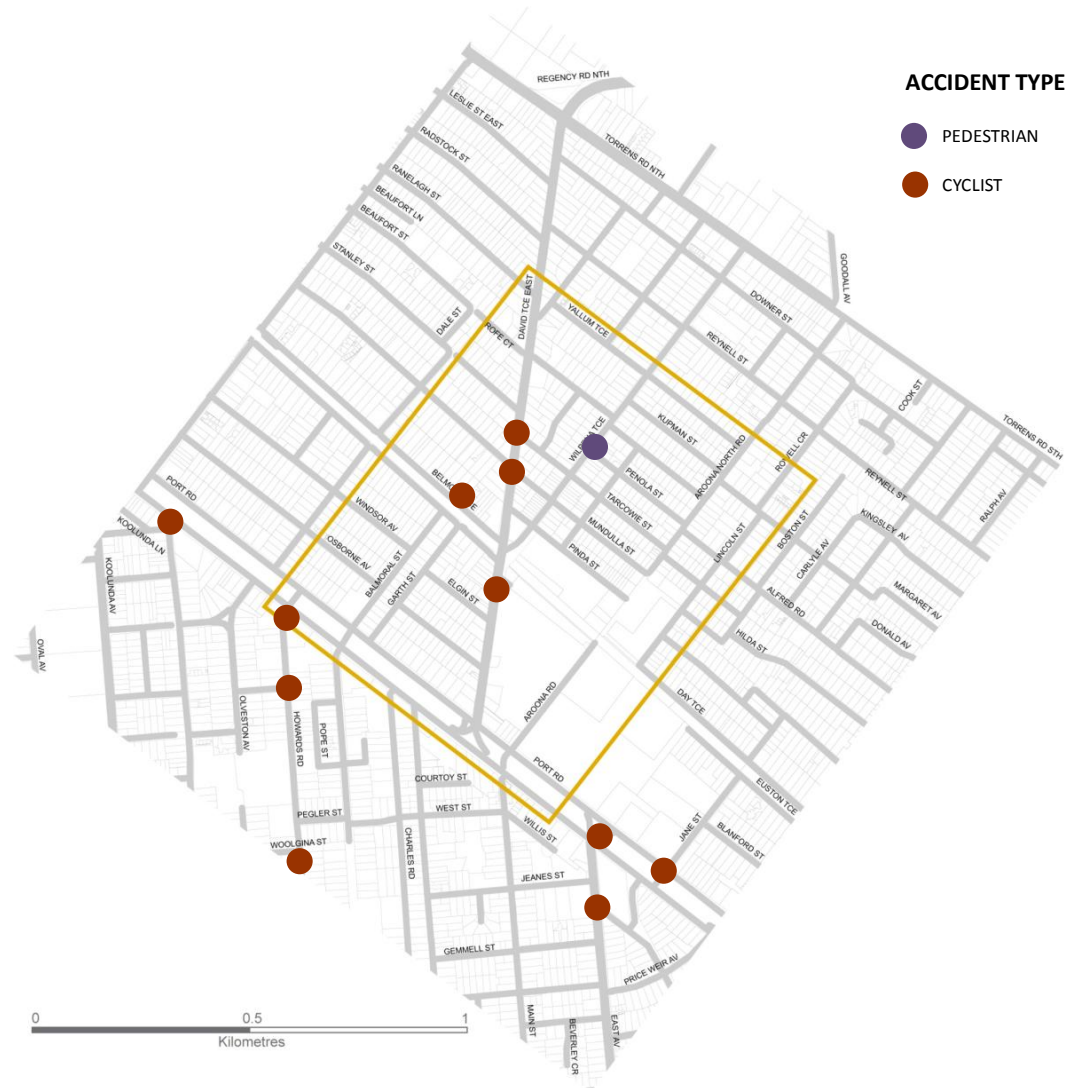 REGENCY RD NTH
ACCIDENT TYPE
PEDESTRIAN
CYCLIST
LESLIE ST EAST
RADSTOCK ST
RANELAGH ST
BEAUFORT LN
BEAUFORT ST
STANLEY ST
TORRENS RD NTH
GOODALL AV
DOWNER ST
REYNELL ST
DALE ST
ROFE CT
DAVID TCE EAST
YALLUM TCE
COOK ST
TORRENS RD STH
KUPMAN ST
AROONA NORTH RD
ROWELL CR
REYNELL ST
RALPH AV
PENOLA ST
TARCOWIE ST
MUNDULLA ST
PINDA ST
LINCOLN ST
BOSTON ST
CARLYLE AV
KINGSLEY AV
MARGARET AV
DONALD AV
ALFRED RD
HILDA ST
PORT RD
KOOLUNDA LN
KOOLUNDA AV
OVAL AV
WINDSOR AV
OSBORNE AV
BALMORAL ST
GARTH ST
ELGIN ST
OLVESTON AV
HOWARDS RD
POPE ST
AROONA RD
DAY TCE
PORT RD
EUSTON TCE
JANE ST
BLANFORD ST
COURTOY ST
WEST ST
WILLIS ST
PEGLER ST
WOOLGINA ST
CHARLES RD
JEANES ST
GEMMELL ST
PRICE WEIR AV
MAIN ST
BEVERLEY CR
EAST AV
0 0.5 1
Kilometres